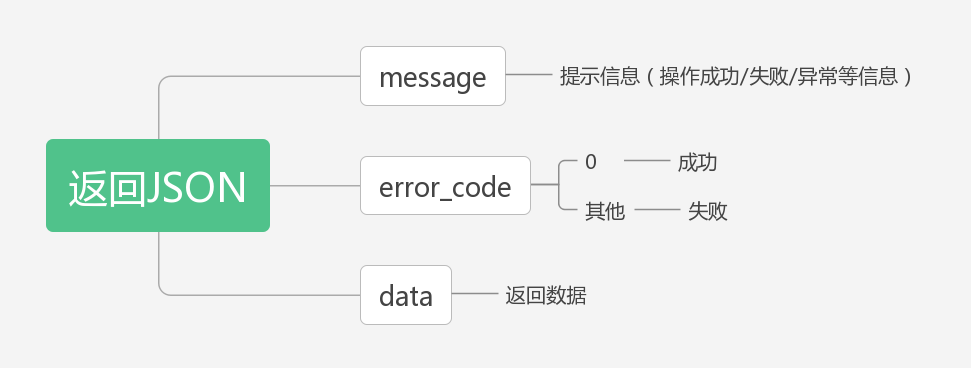 返回JSON
message
提示信息（操作成功/失败/异常等信息）
error_code
0
成功
其他
失败
data
返回数据